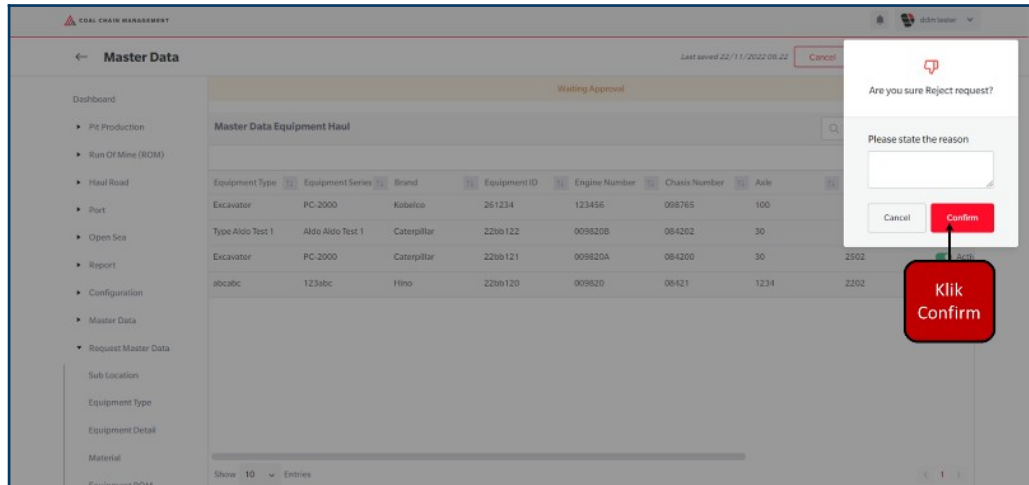 COAL CHAIN MANAGEMENT
ddm tester
Master Data
Last saved 22/11/2022 08.22
Cancel
Are you sure Reject request?
Please state the reason
Cancel
Confirm
Klik
Confirm
Waiting Approval
Dashboard
Pit Production
Run Of Mine (ROM)
Haul Road
Port
Open Sea
Report
Configuration
Master Data
Request Master Data
Sub Location
Equipment Type
Equipment Detail
Material
Equipment ROM
Master Data Equipment Haul
Equipment Type Equipment Series Brand Equipment ID Engine Number Chasis Number Axle
Excavator PC-2000 Kobelco 261234 123456 098765 100
Type Aldo Test 1 Aldo Aldo Test 1 Caterpillar 22bb122 009820B 084202 30
Excavator PC-2000 Caterpillar 22bb121 009820A 084200 30 2502 Acti
abcabc 123abc Hino 22bb120 009820 08421 1234 2202
Show 10 Entries
1